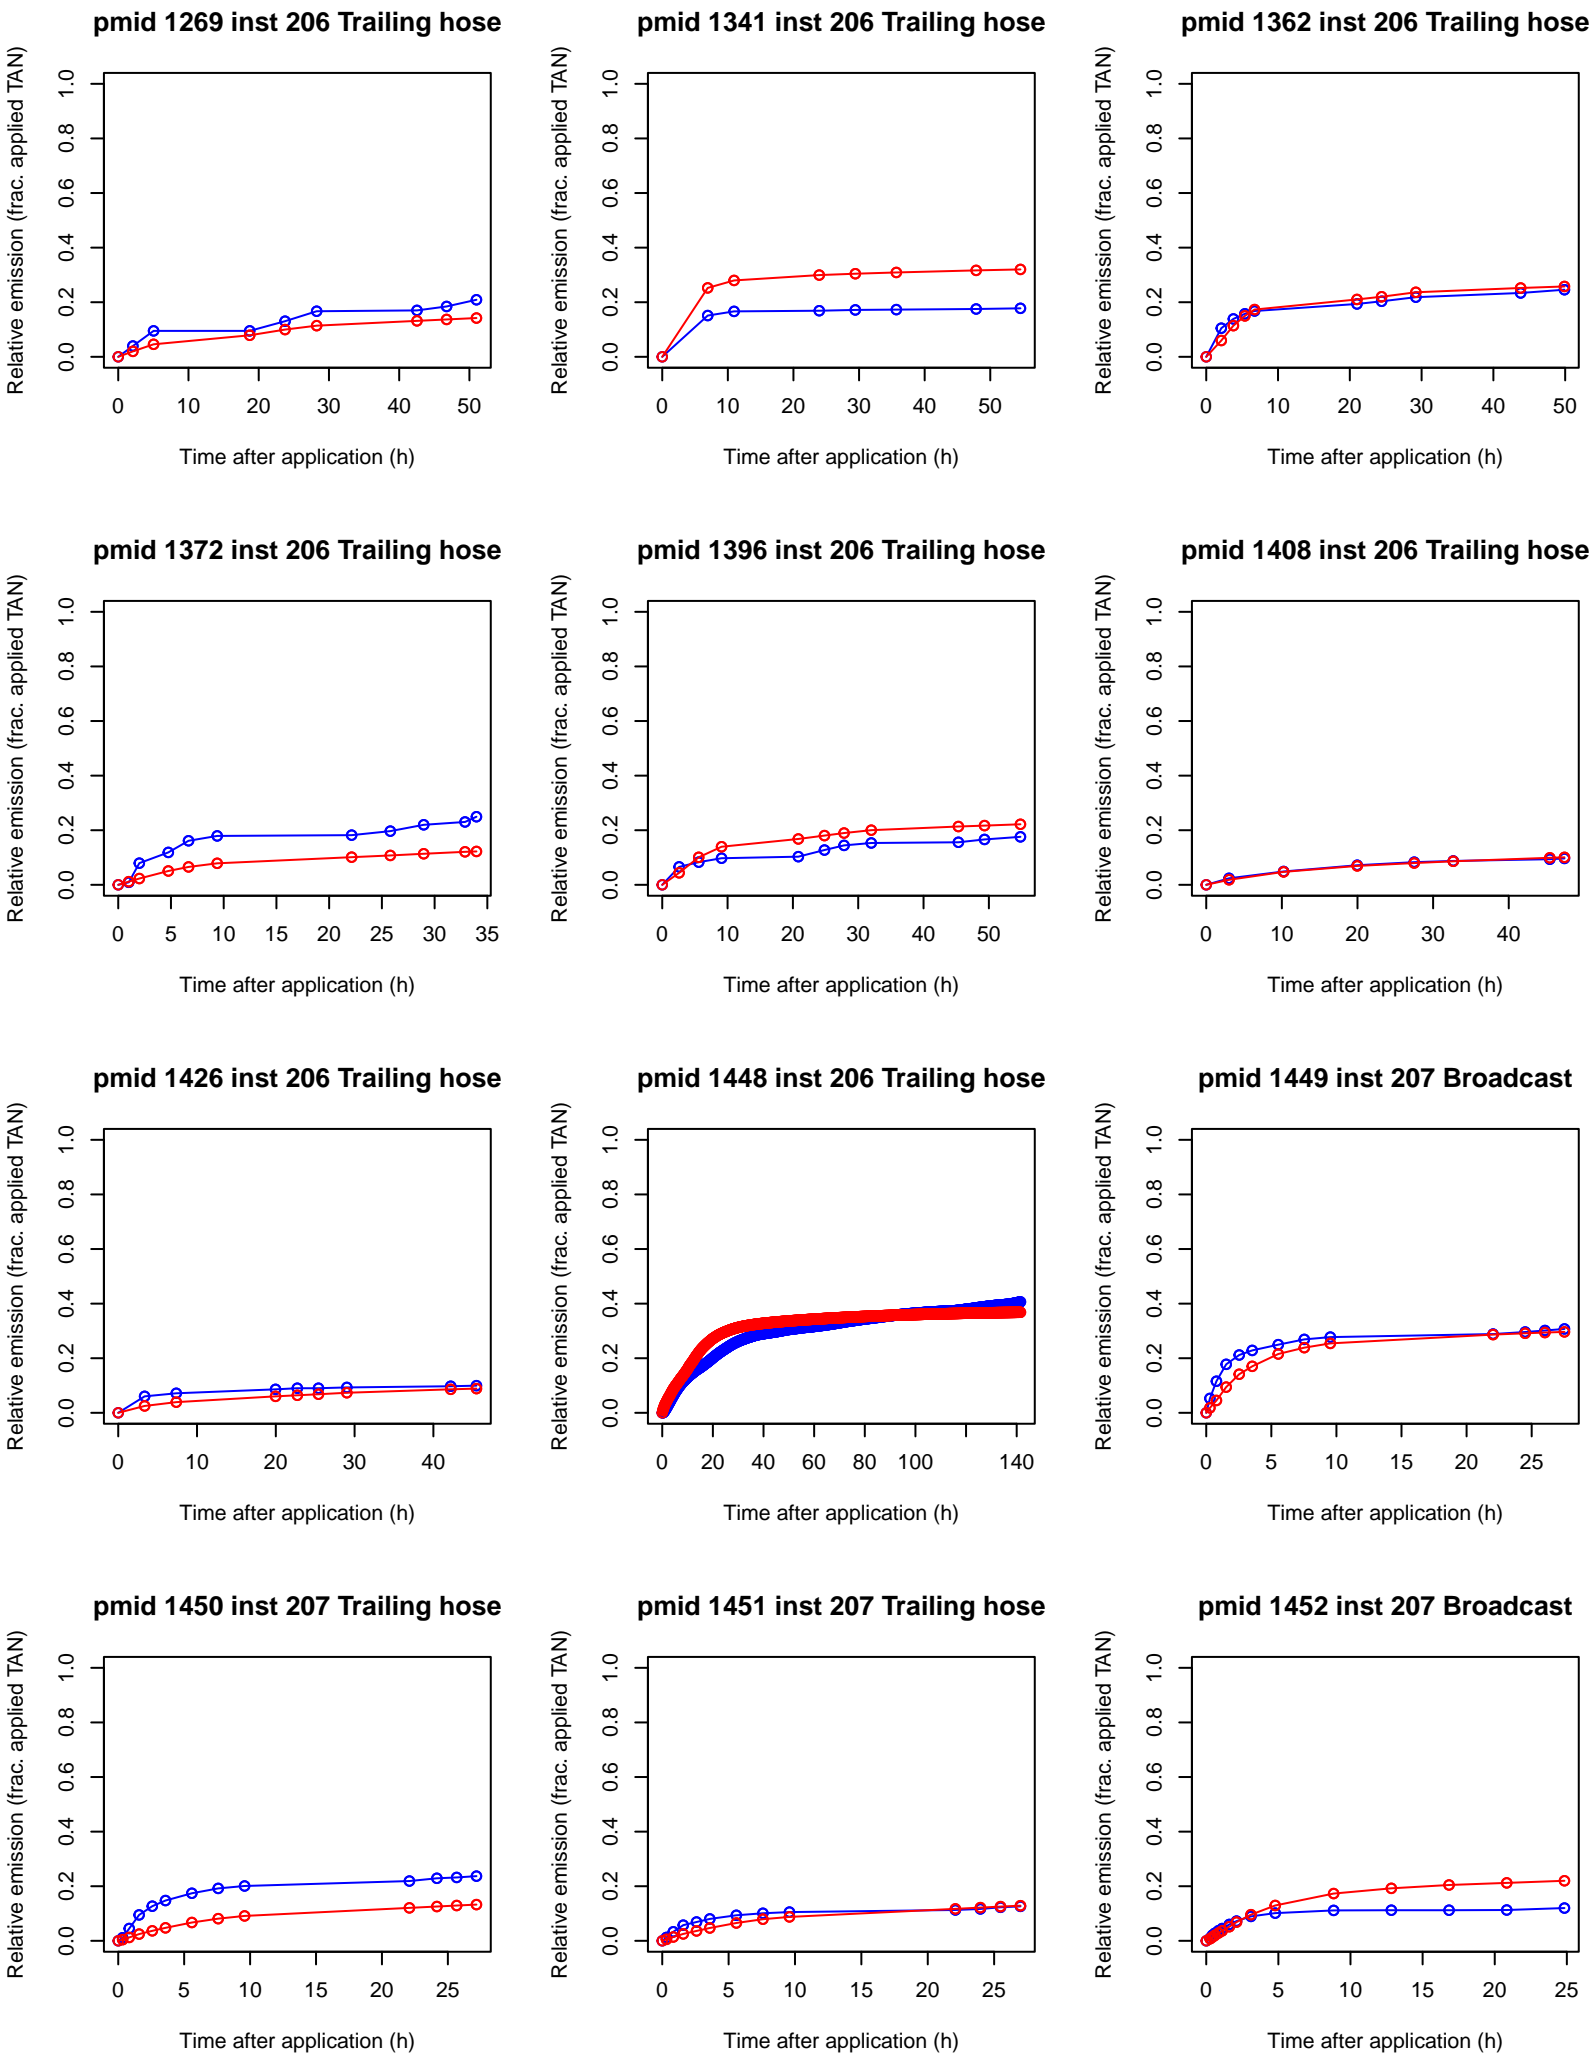 pmid 1269 inst 206 Trailing hose
Relative emission (frac. applied TAN)
0.0 0.2 0.4 0.6 0.8 1.0
0 10 20 30 40 50
Time after application (h)
pmid 1341 inst 206 Trailing hose
Relative emission (frac. applied TAN)
0.0 0.2 0.4 0.6 0.8 1.0
0 10 20 30 40 50
Time after application (h)
pmid 1362 inst 206 Trailing hose
Relative emission (frac. applied TAN)
0.0 0.2 0.4 0.6 0.8 1.0
0 10 20 30 40 50
Time after application (h)
pmid 1372 inst 206 Trailing hose
Relative emission (frac. applied TAN)
0.0 0.2 0.4 0.6 0.8 1.0
0 5 10 15 20 25 30 35
Time after application (h)
pmid 1396 inst 206 Trailing hose
Relative emission (frac. applied TAN)
0.0 0.2 0.4 0.6 0.8 1.0
0 10 20 30 40 50
Time after application (h)
pmid 1408 inst 206 Trailing hose
Relative emission (frac. applied TAN)
0.0 0.2 0.4 0.6 0.8 1.0
0 10 20 30 40
Time after application (h)
pmid 1426 inst 206 Trailing hose
Relative emission (frac. applied TAN)
0.0 0.2 0.4 0.6 0.8 1.0
0 10 20 30 40
Time after application (h)
pmid 1448 inst 206 Trailing hose
Relative emission (frac. applied TAN)
0.0 0.2 0.4 0.6 0.8 1.0
0 20 40 60 80 100 140
Time after application (h)
pmid 1449 inst 207 Broadcast
Relative emission (frac. applied TAN)
0.0 0.2 0.4 0.6 0.8 1.0
0 5 10 15 20 25
Time after application (h)
pmid 1450 inst 207 Trailing hose
Relative emission (frac. applied TAN)
0.0 0.2 0.4 0.6 0.8 1.0
0 5 10 15 20 25
Time after application (h)
pmid 1451 inst 207 Trailing hose
Relative emission (frac. applied TAN)
0.0 0.2 0.4 0.6 0.8 1.0
0 5 10 15 20 25
Time after application (h)
pmid 1452 inst 207 Broadcast
Relative emission (frac. applied TAN)
0.0 0.2 0.4 0.6 0.8 1.0
0 5 10 15 20 25
Time after application (h)